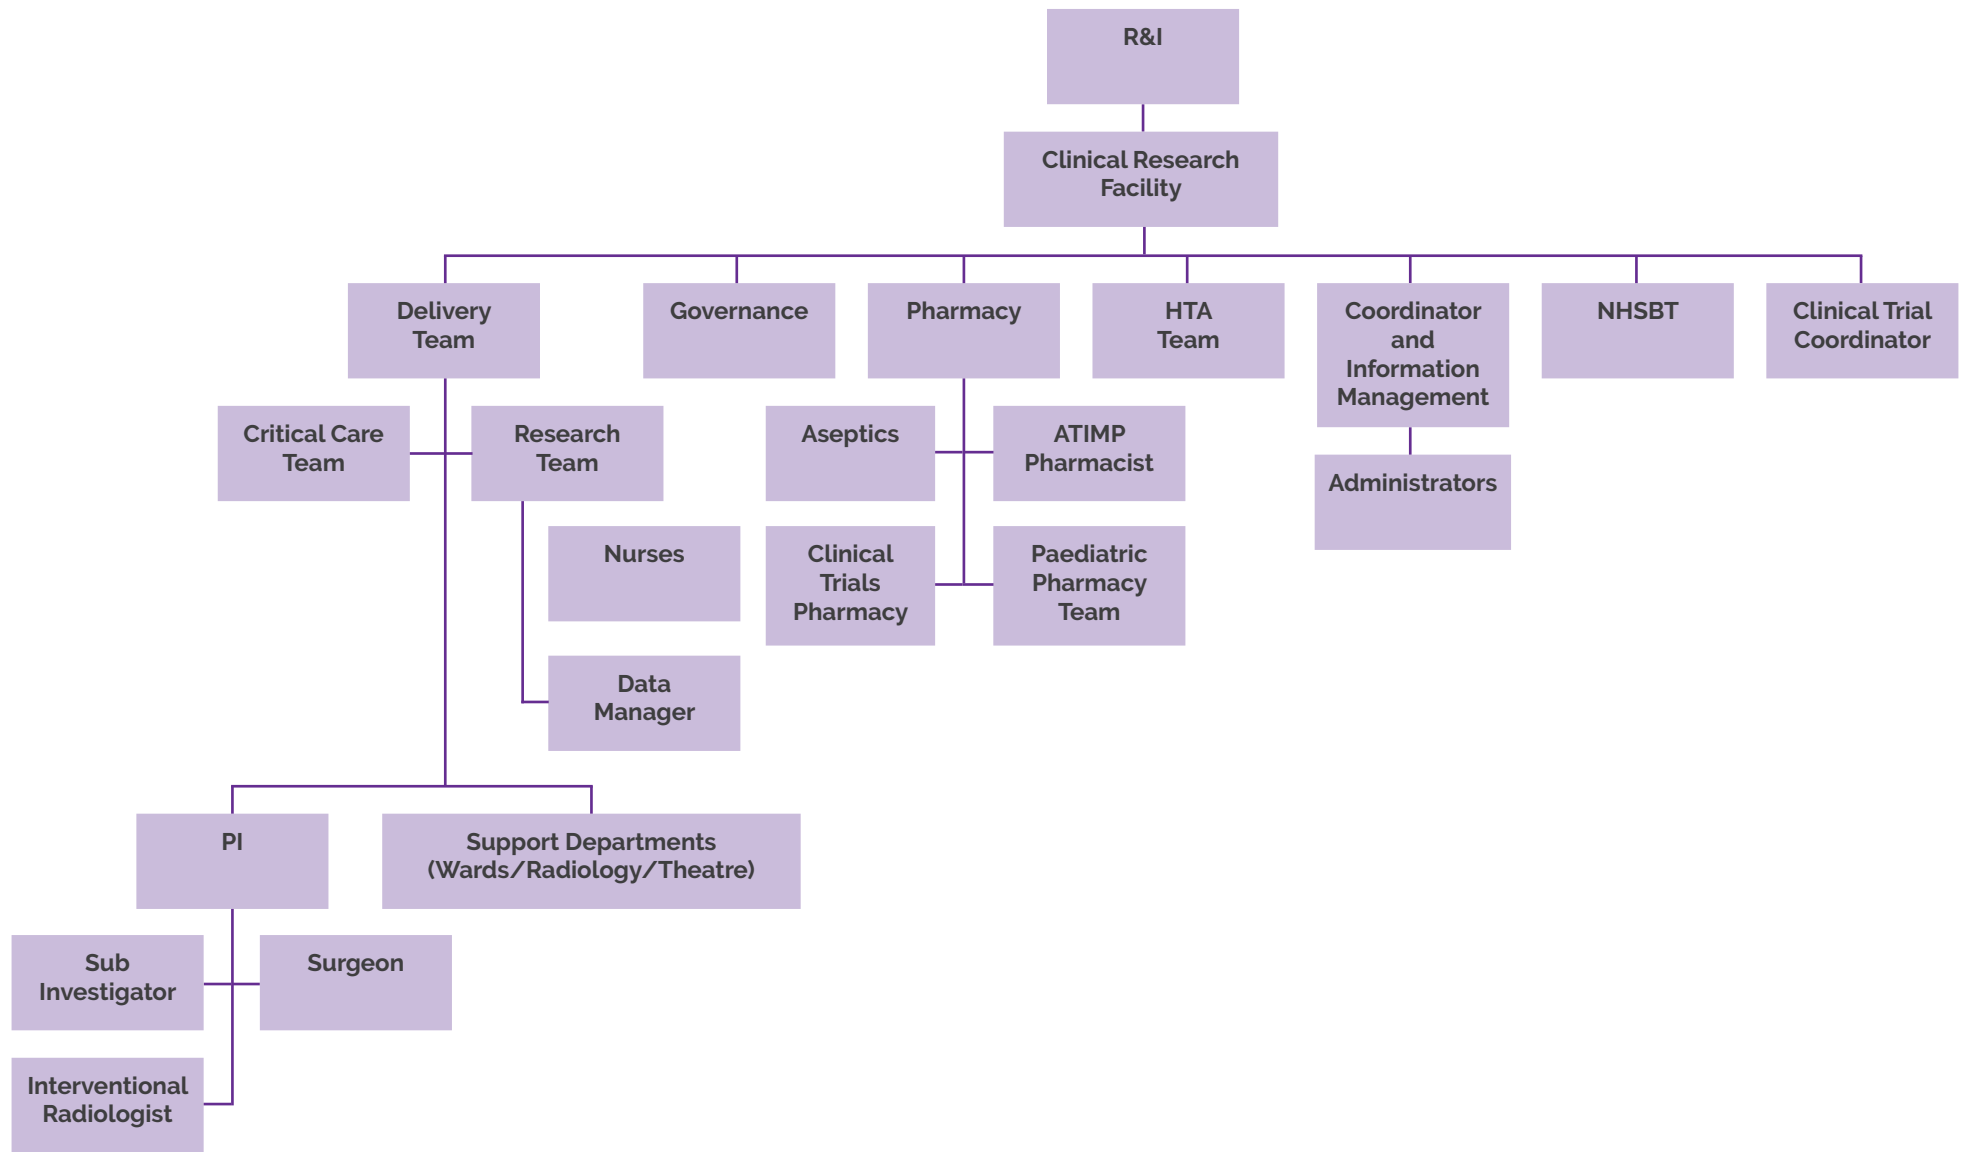 R&I
Clinical Research
Facility
Delivery
Team
Governance
Pharmacy
HTA
Team
Coordinator
and
Information
Management
NHSBT
Clinical Trial
Coordinator
Critical Care
Team
Research
Team
Aseptics
ATIMP
Pharmacist
Administrators
Nurses
Clinical
Trials
Pharmacy
Paediatric
Pharmacy
Team
Data
Manager
PI
Support Departments
(Wards/Radiology/Theatre)
Sub
Investigator
Surgeon
Interventional
Radiologist